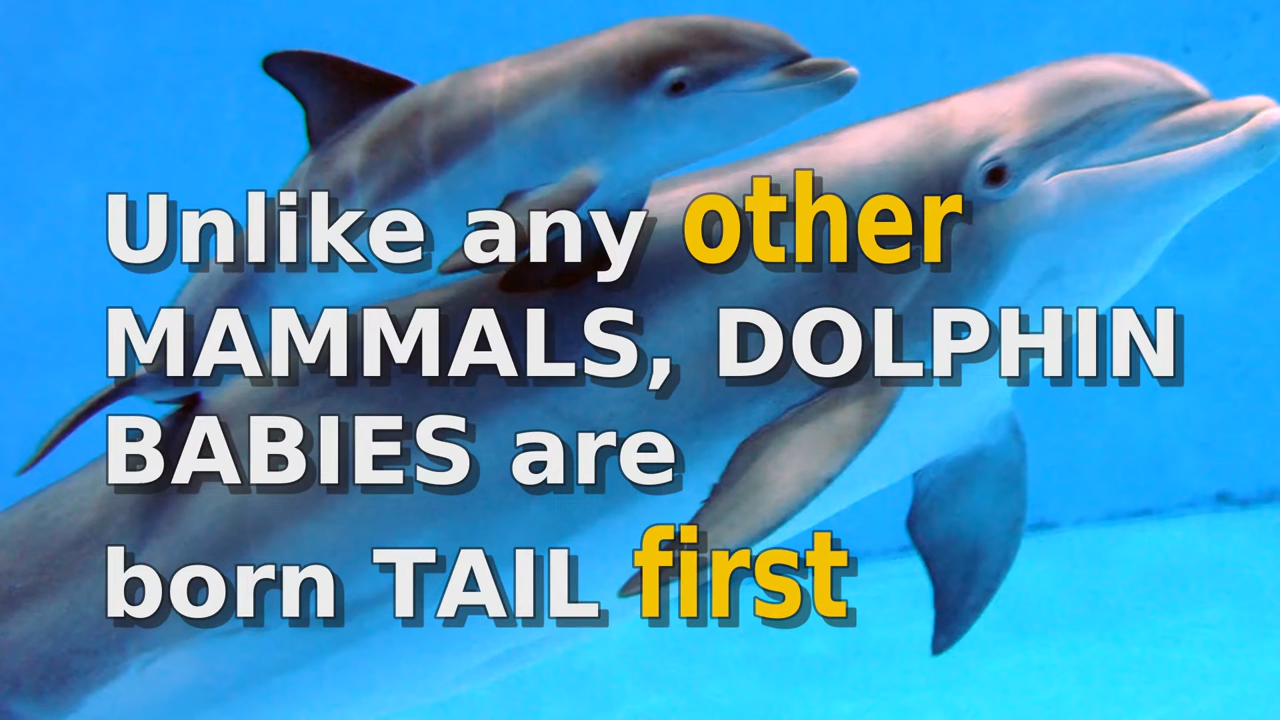 Unlike any other
MAMMALS, DOLPHIN
BABIES are
born TAIL first